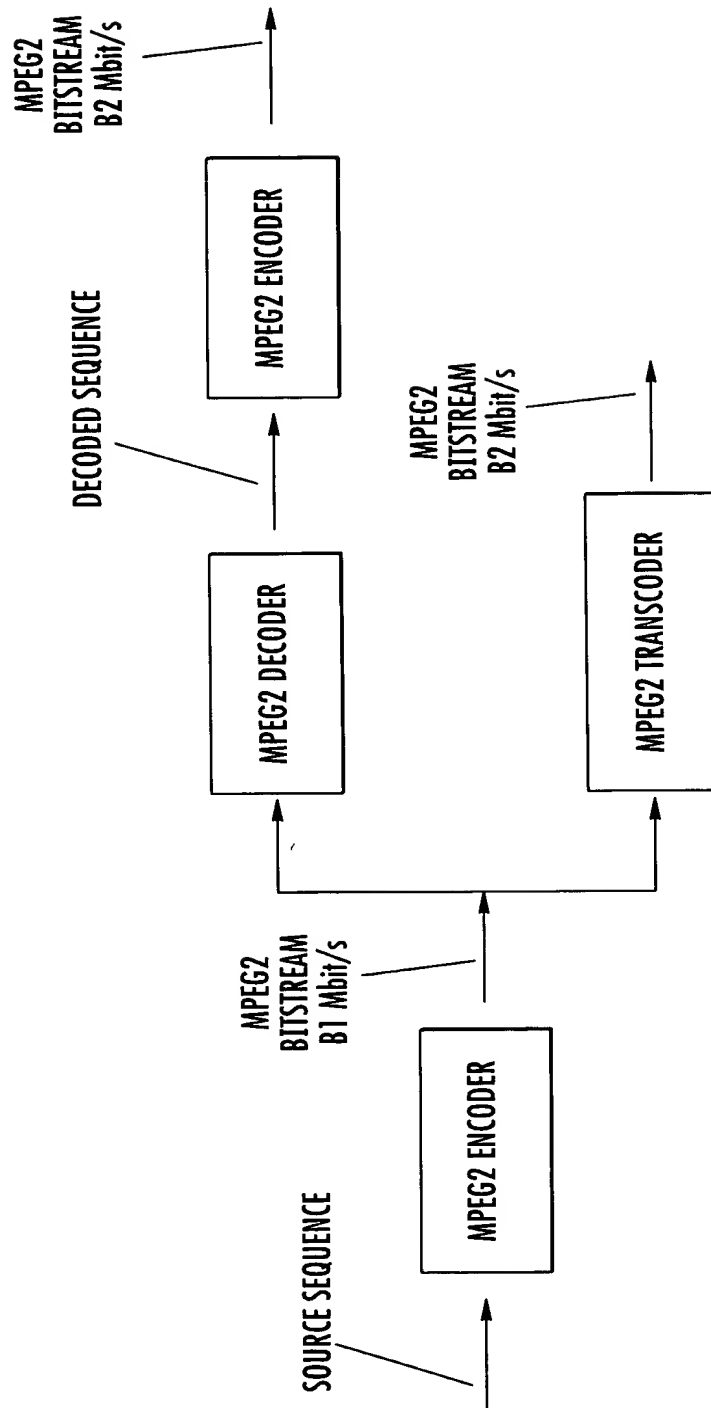 SOURCE SEQUENCE
MPEG2 ENCODER
MPEG2
BITSTREAM
B1 Mbit/s
MPEG2 DECODER
DECODED SEQUENCE
MPEG2 ENCODER
MPEG2
BITSTREAM
B2 Mbit/s
MPEG2 TRANSCODER
MPEG2
BITSTREAM
B2 Mbit/s